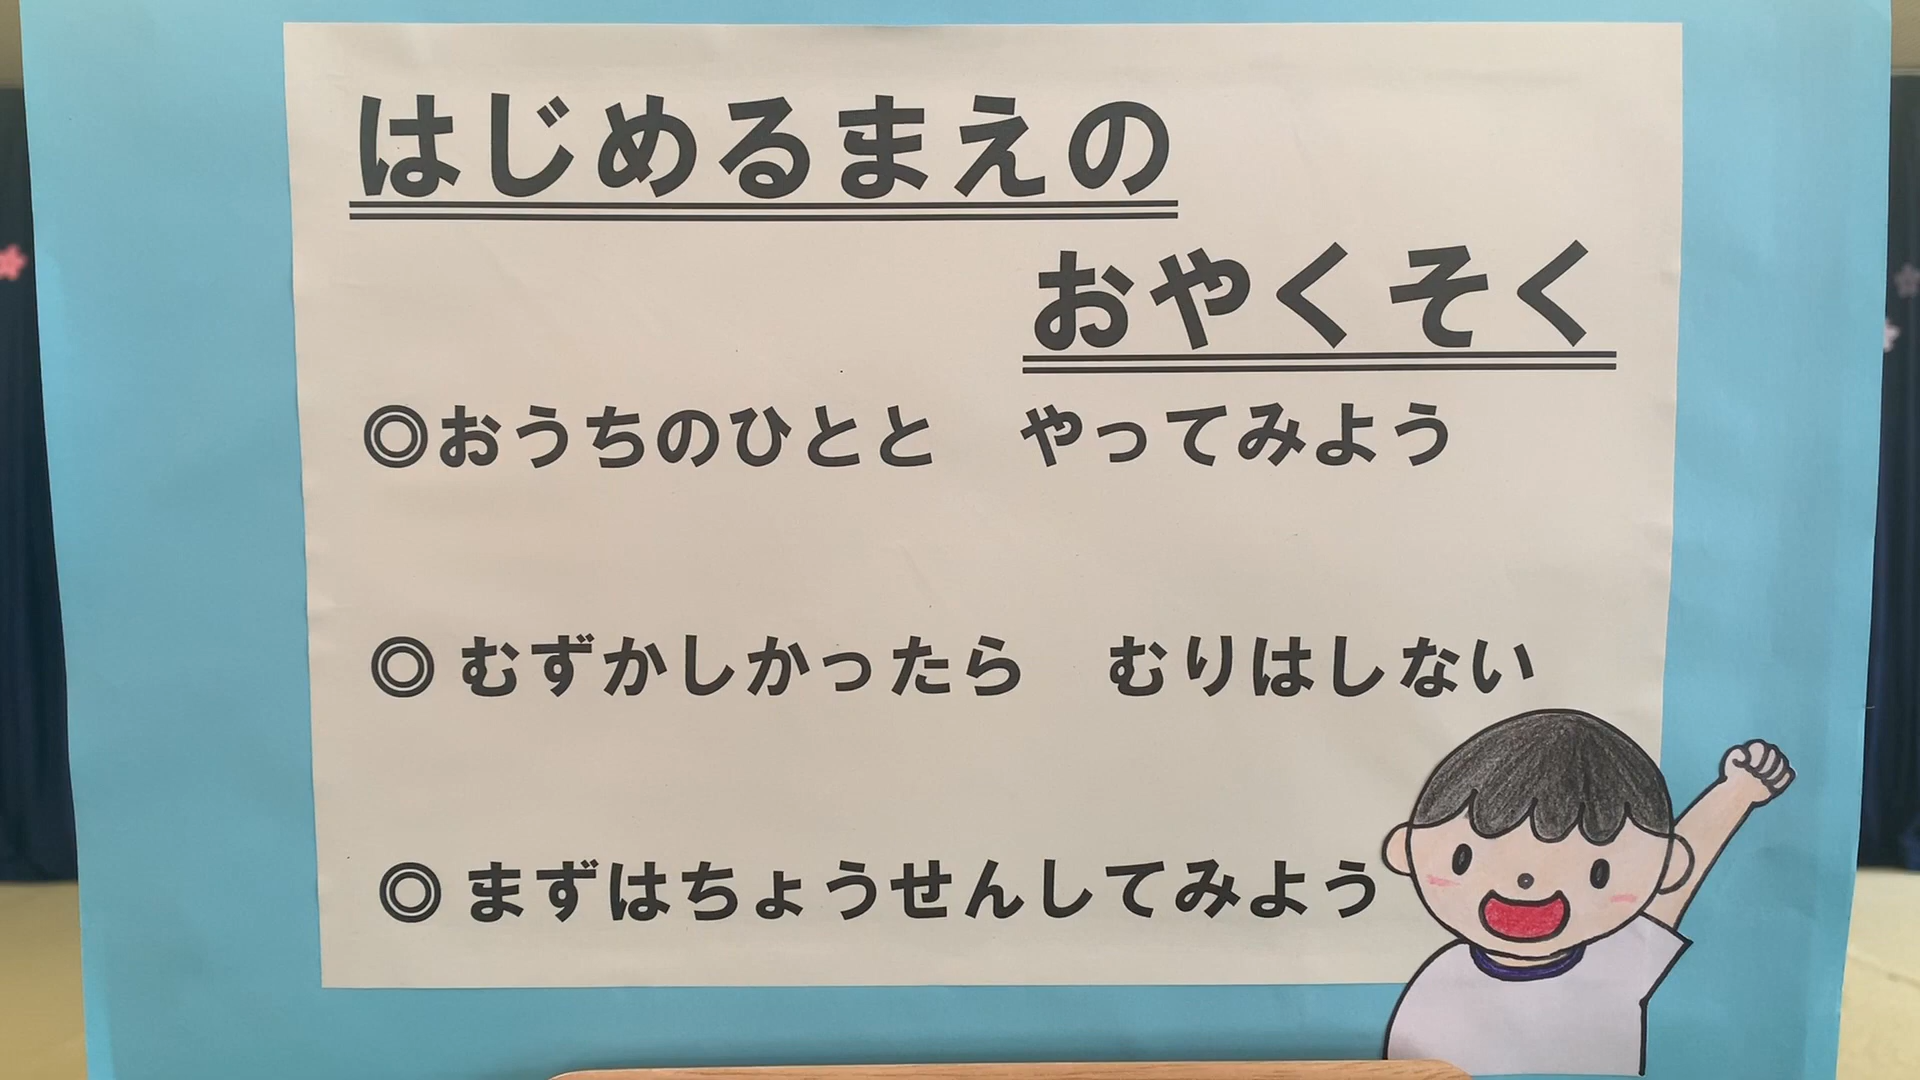 はじめるまえの
おやくそく
◎おうちのひとと　やってみよう
◎むずかしかったら　むりはしない
◎まずはちょうせんしてみよう